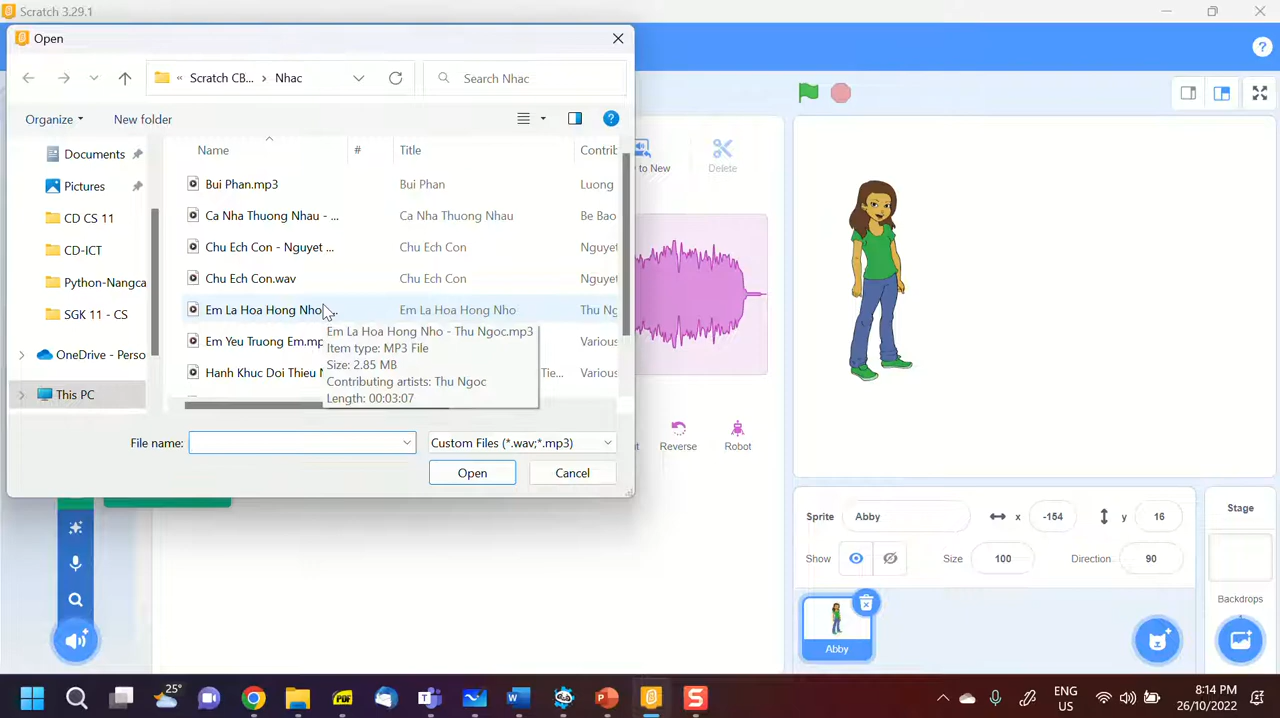 Scratch 3.29.1
Open
« Scratch CB... > Nhac
Search Nhac
Organize
New folder
Name # Title Contrib
Documents
Pictures
CD CS 11
CD-ICT
Python-Nangca
SGK 11 - CS
OneDrive - Perso
This PC
Bui Phan.mp3 Bui Phan Luong
Ca Nha Thuong Nhau - ... Ca Nha Thuong Nhau Be Bao
Chu Ech Con - Nguyet ... Chu Ech Con Nguyet
Chu Ech Con.wav Chu Ech Con Nguyet
Em La Hoa Hong Nho ... Em La Hoa Hong Nho Thu Ng
Em Yeu Truong Em.mp Various
Hanh Khuc Doi Thieu N Tie... Various
Em La Hoa Hong Nho - Thu Ngoc.mp3
Item type: MP3 File
Size: 2.85 MB
Contributing artists: Thu Ngoc
Length: 00:03:07
File name:
Custom Files (*.wav;*.mp3)
Open
Cancel
to New
Delete
Reverse
Robot
Sprite Abby x -154 y 16
Show Size 100 Direction 90
Abby
Stage
Backdrops
25°
PDF
ENG
US
8:14 PM
26/10/2022